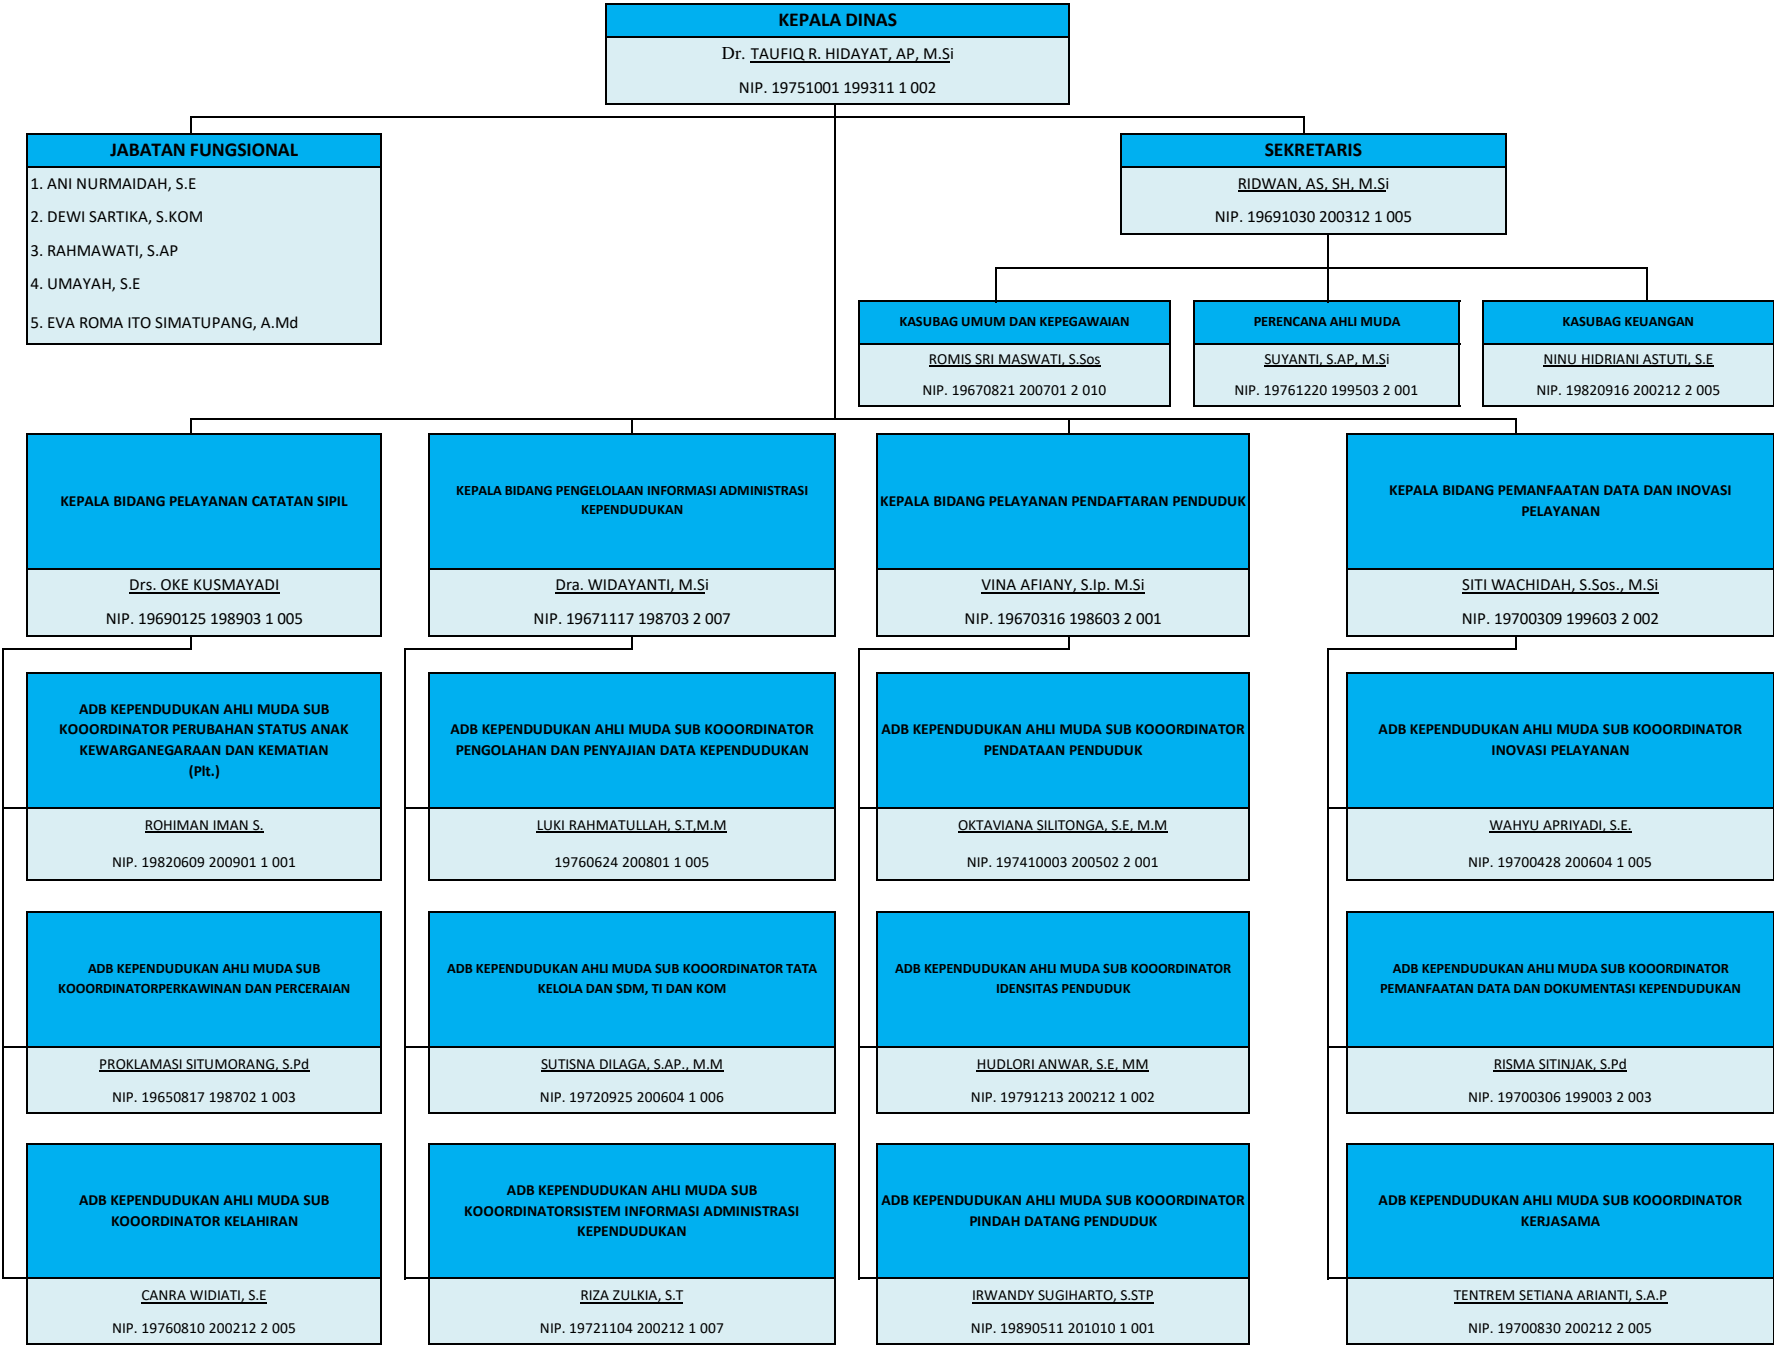 KEPALA DINAS
Dr. TAUFIQ R. HIDAYAT, AP, M.Si
NIP. 19751001 199311 1 002
JABATAN FUNGSIONAL
1. ANI NURMAIDAH, S.E
2. DEWI SARTIKA, S.KOM
3. RAHMAWATI, S.AP
4. UMAYAH, S.E
5. EVA ROMA ITO SIMATUPANG, A.Md
SEKRETARIS
RIDWAN, AS, SH, M.Si
NIP. 19691030 200312 1 005
KASUBAG UMUM DAN KEPEGAWAIAN
ROMIS SRI MASWATI, S.Sos
NIP. 19670821 200701 2 010
PERENCANA AHLI MUDA
SUYANTI, S.AP, M.Si
NIP. 19761220 199503 2 001
KASUBAG KEUANGAN
NINU HIDRIANI ASTUTI, S.E
NIP. 19820916 200212 2 005
KEPALA BIDANG PELAYANAN CATATAN SIPIL
Drs. OKE KUSMAYADI
NIP. 19690125 198903 1 005
KEPALA BIDANG PENGELOLAAN INFORMASI ADMINISTRASI
KEPENDUDUKAN
Dra. WIDAYANTI, M.Si
NIP. 19671117 198703 2 007
KEPALA BIDANG PELAYANAN PENDAFTARAN PENDUDUK
VINA AFIANY, S.Ip. M.Si
NIP. 19670316 198603 2 001
KEPALA BIDANG PEMANFAATAN DATA DAN INOVASI
PELAYANAN
SITI WACHIDAH, S.Sos., M.Si
NIP. 19700309 199603 2 002
ADB KEPENDUDUKAN AHLI MUDA SUB
KOOORDINATOR PERUBAHAN STATUS ANAK
KEWARGANEGARAAN DAN KEMATIAN
(Plt.)
ROHIMAN IMAN S.
NIP. 19820609 200901 1 001
ADB KEPENDUDUKAN AHLI MUDA SUB KOOORDINATOR
PENGOLAHAN DAN PENYAJIAN DATA KEPENDUDUKAN
LUKI RAHMATULLAH, S.T,M.M
19760624 200801 1 005
ADB KEPENDUDUKAN AHLI MUDA SUB KOOORDINATOR
PENDATAAN PENDUDUK
OKTAVIANA SILITONGA, S.E, M.M
NIP. 197410003 200502 2 001
ADB KEPENDUDUKAN AHLI MUDA SUB KOOORDINATOR
INOVASI PELAYANAN
WAHYU APRIYADI, S.E.
NIP. 19700428 200604 1 005
ADB KEPENDUDUKAN AHLI MUDA SUB
KOOORDINATORPERKAWINAN DAN PERCERAIAN
PROKLAMASI SITUMORANG, S.Pd
NIP. 19650817 198702 1 003
ADB KEPENDUDUKAN AHLI MUDA SUB KOOORDINATOR TATA
KELOLA DAN SDM, TI DAN KOM
SUTISNA DILAGA, S.AP., M.M
NIP. 19720925 200604 1 006
ADB KEPENDUDUKAN AHLI MUDA SUB KOOORDINATOR
IDENSITAS PENDUDUK
HUDLORI ANWAR, S.E, MM
NIP. 19791213 200212 1 002
ADB KEPENDUDUKAN AHLI MUDA SUB KOOORDINATOR
PEMANFAATAN DATA DAN DOKUMENTASI KEPENDUDUKAN
RISMA SITINJAK, S.Pd
NIP. 19700306 199003 2 003
ADB KEPENDUDUKAN AHLI MUDA SUB
KOOORDINATOR KELAHIRAN
CANRA WIDIATI, S.E
NIP. 19760810 200212 2 005
ADB KEPENDUDUKAN AHLI MUDA SUB
KOOORDINATORSISTEM INFORMASI ADMINISTRASI
KEPENDUDUKAN
RIZA ZULKIA, S.T
NIP. 19721104 200212 1 007
ADB KEPENDUDUKAN AHLI MUDA SUB KOOORDINATOR
PINDAH DATANG PENDUDUK
IRWANDY SUGIHARTO, S.STP
NIP. 19890511 201010 1 001
ADB KEPENDUDUKAN AHLI MUDA SUB KOOORDINATOR
KERJASAMA
TENTREM SETIANA ARIANTI, S.A.P
NIP. 19700830 200212 2 005